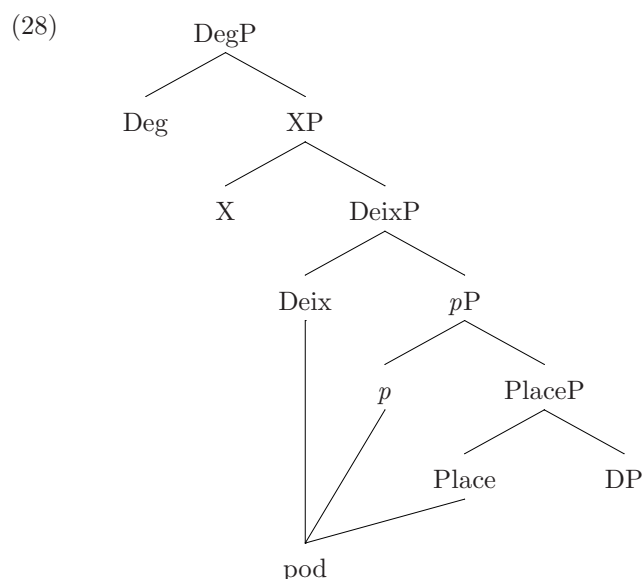 (28)
DegP
Deg XP
X DeixP
Deix pP
p PlaceP
Place DP
pod